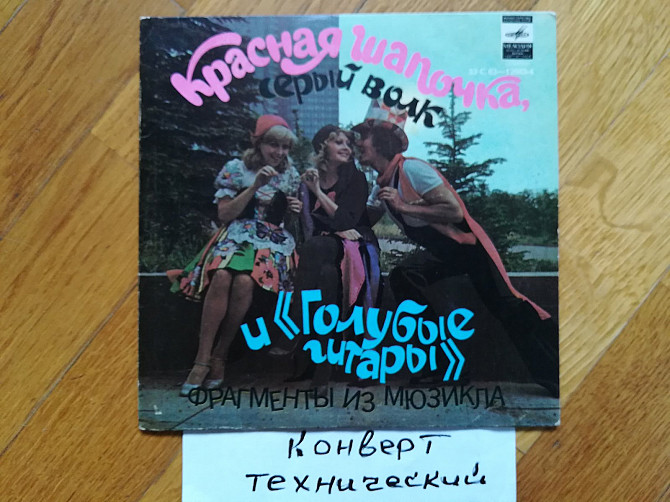 Красная шапочка,
серый волк
и «Голубые
гитары»
ФРАГМЕНТЫ ИЗ МЮЗИКЛА
Конверт
технический